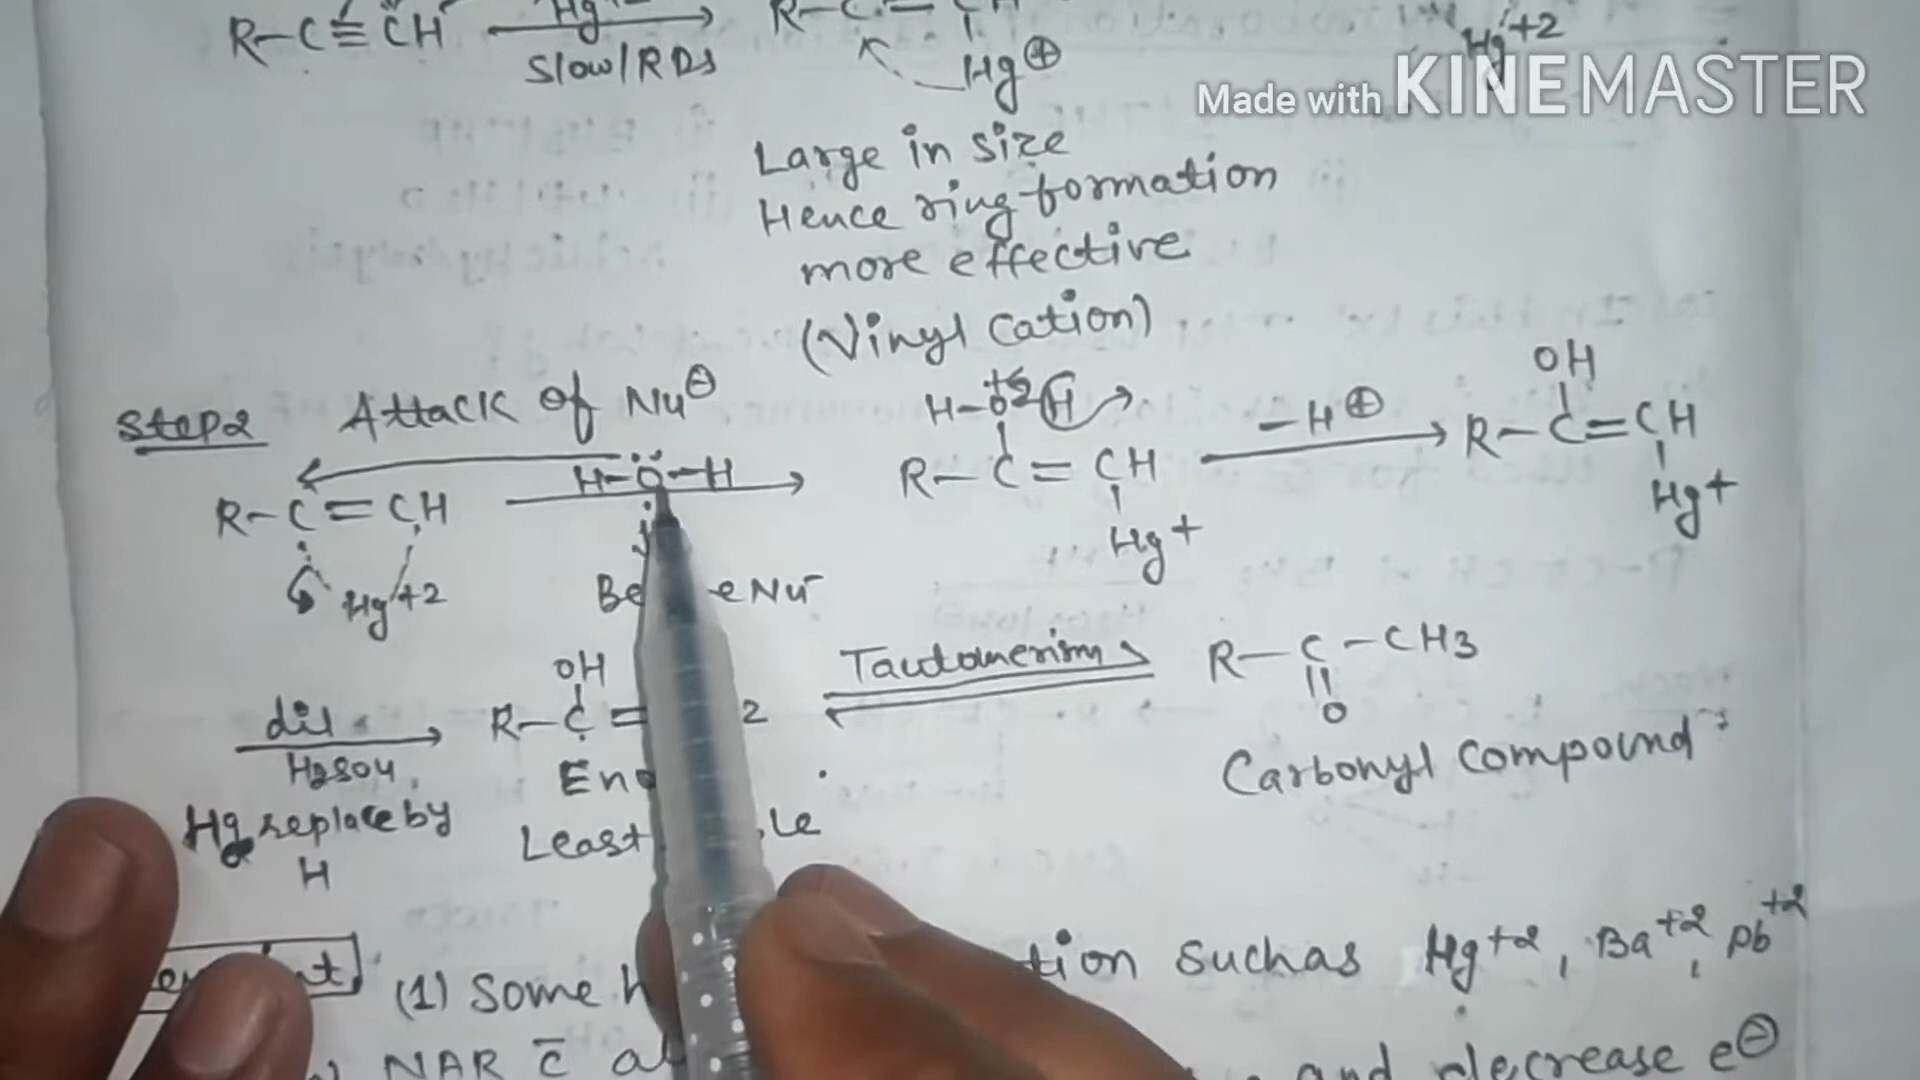 R-C≡CH Hg R-C=CH Hg+2
Slow/RDS Hg⊕
Made with KINEMASTER
Large in size
Hence ring formation
more effective
(Vinyl Cation)
Step2 Attack of Nu⊖
H-O-H
R-C=CH
Hg+2
H-O-H
R-C=CH
Hg+
-H⊕
OH
R-C=CH
Hg+
Nu-
dil.
H2SO4,
Hg replace by
H
OH
R-C= 2
Least
Tautomerism
R-C-CH3
O
Carbonyl Compound
(1) Some such as Hg+2, Ba+2, Pb+2
NAR c̄ and decrease e⊖